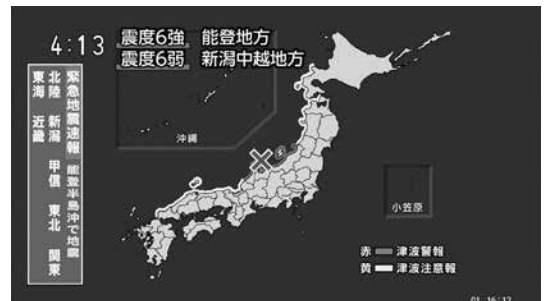 4:13
震度6強 能登地方
震度6弱 新潟中越地方
緊急地震速報 能登半島沖で地震
北陸 新潟 甲信 東北 関東
東海 近畿
沖縄
小笠原
赤 津波警報
黄 津波注意報
01 16:12